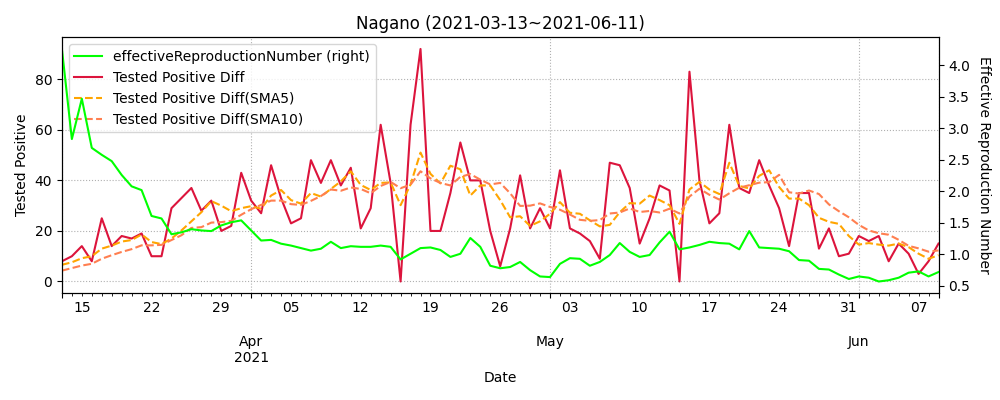 Nagano (2021-03-13~2021-06-11)
effectiveReproductionNumber (right)
Tested Positive Diff
Tested Positive Diff(SMA5)
Tested Positive Diff(SMA10)
Tested Positive
80
60
40
20
0
4.0
3.5
3.0
2.5
2.0
1.5
1.0
0.5
Effective Reproduction Number
15 22 29 05 12 19 26 03 10 17 24 31 07
Apr May Jun
2021
Date